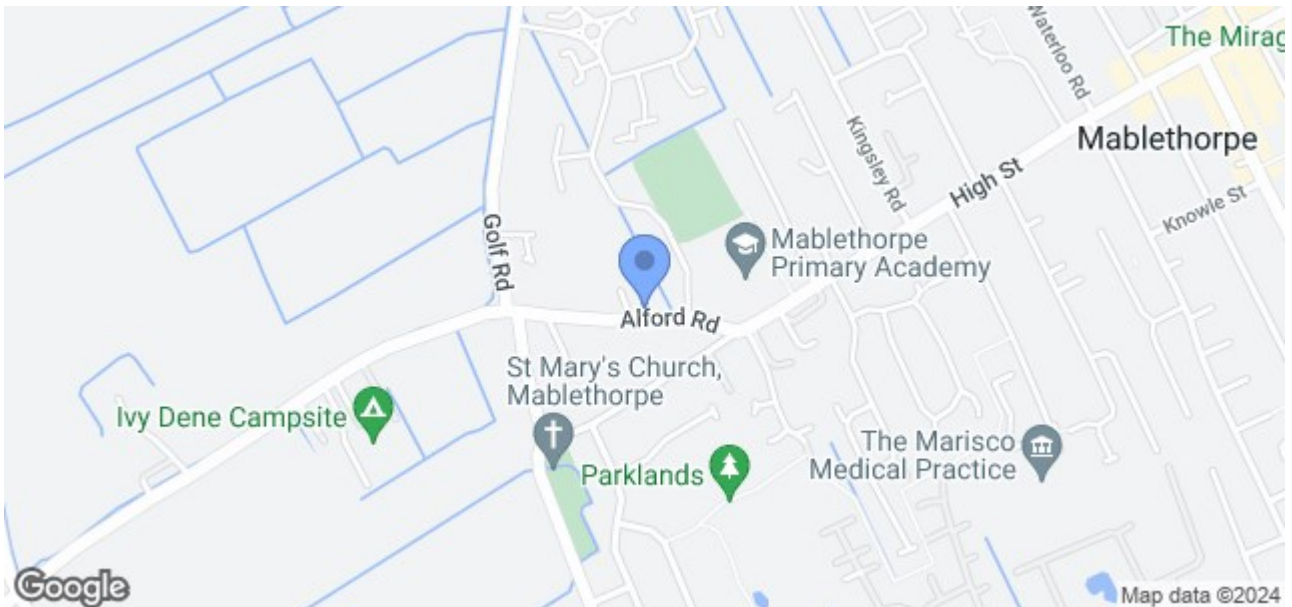 Waterloo Rd
The Mirag
Mablethorpe
Kingsley Rd
High St
Knowle St
Golf Rd
Mablethorpe
Primary Academy
Alford Rd
St Mary's Church,
Mablethorpe
Ivy Dene Campsite
The Marisco
Medical Practice
Parklands
Google
Map data ©2024